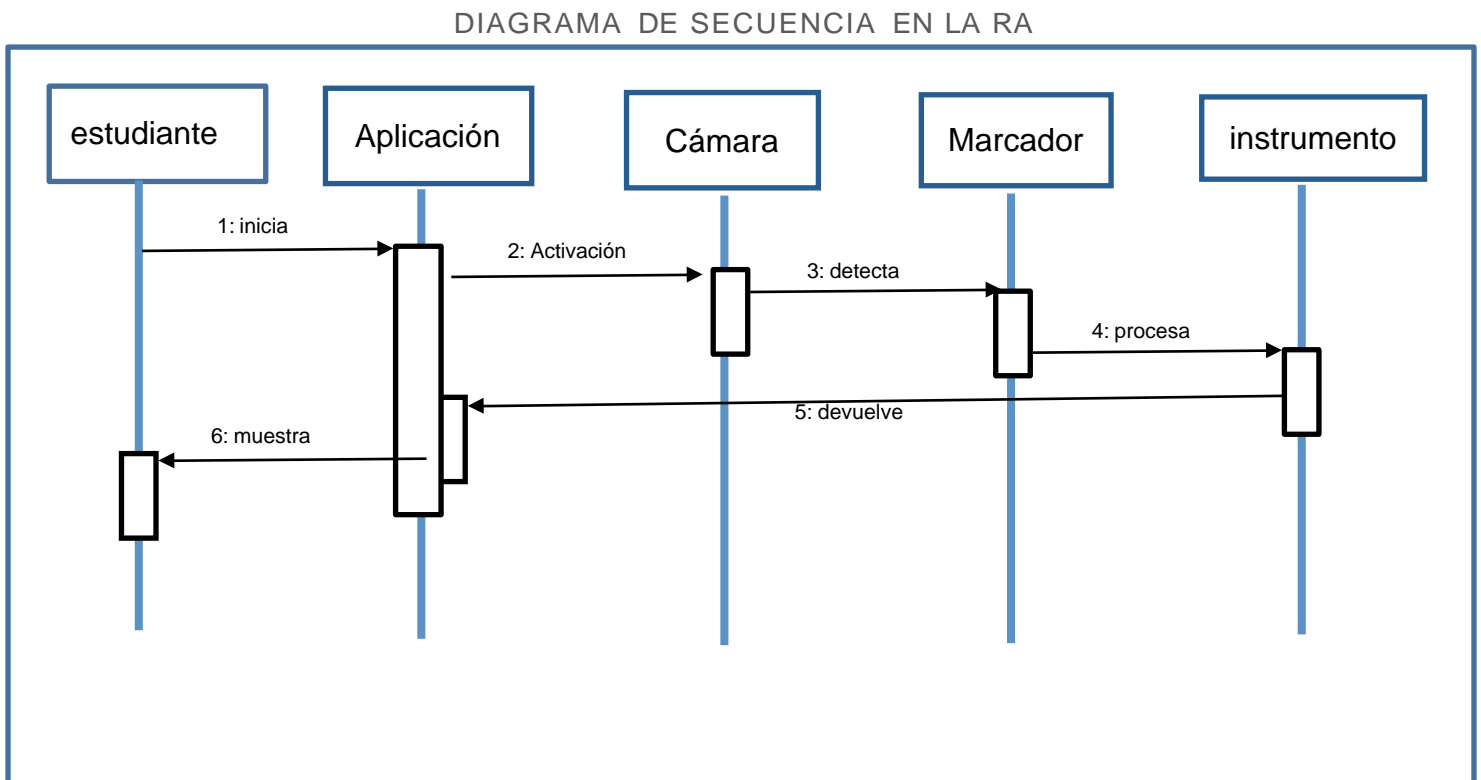 DIAGRAMA DE SECUENCIA EN LA RA
estudiante
Aplicación
Cámara
Marcador
instrumento
1: inicia
2: Activación
3: detecta
4: procesa
5: devuelve
6: muestra